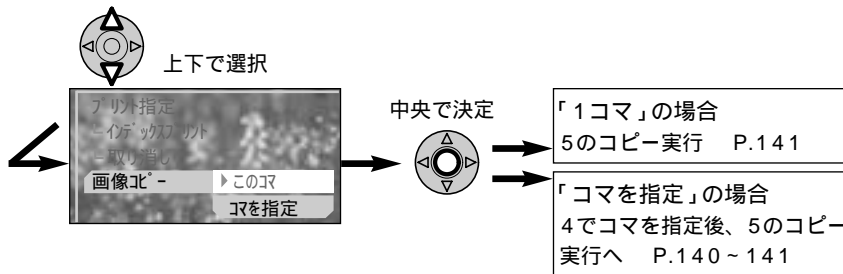 上下で選択
プリント指定
ーインデックスプリント
ー取り消し
画像コピー
▶このコマ
コマを指定
中央で決定
「1コマ」の場合
5のコピー実行 P.141
「コマを指定」の場合
4でコマを指定後、5のコピー
実行へ P.140~141